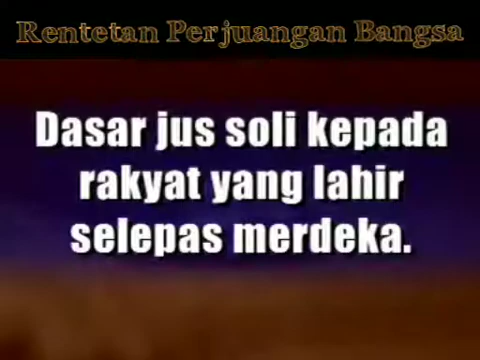 Rentetan Perjuangan Bangsa
Dasar jus soli kepada
rakyat yang lahir
selepas merdeka.